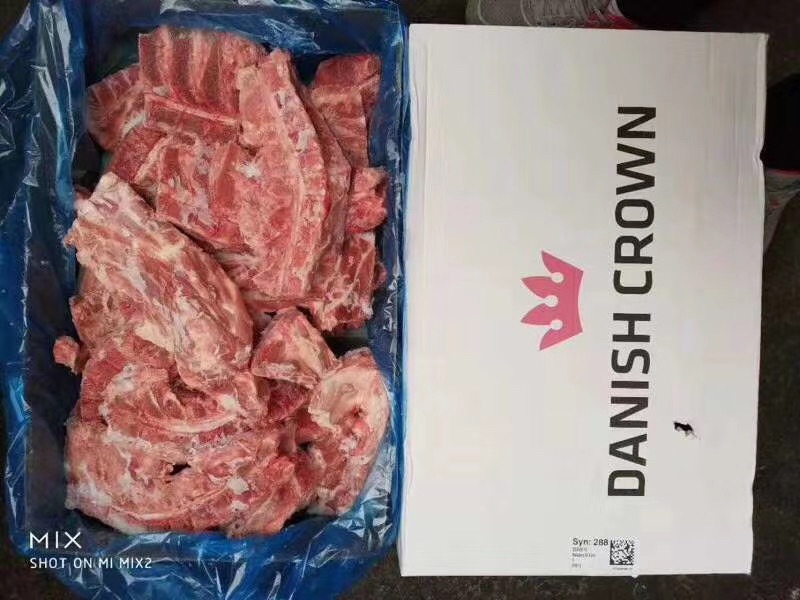 DANISH CROWN
Syn: 288
MIX
SHOT ON MI MIX2